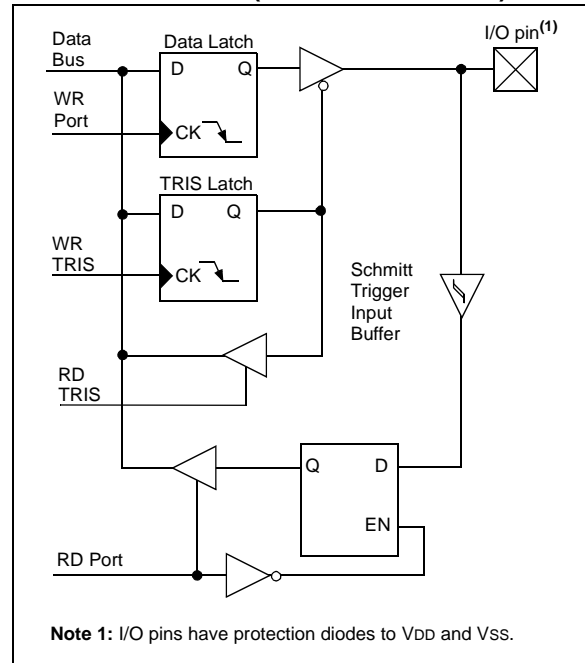 Data
Bus
Data Latch
I/O pin(1)
D
Q
WR
Port
CK
TRIS Latch
D
Q
WR
TRIS
CK
Schmitt
Trigger
Input
Buffer
RD
TRIS
Q
D
EN
RD Port
Note 1: I/O pins have protection diodes to VDD and VSS.